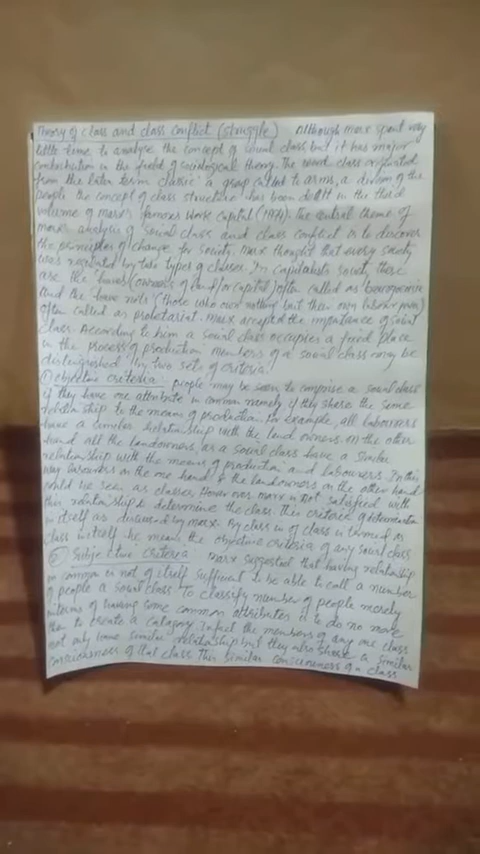 Theory of class and class conflict (struggle) Although marx spent very
little time to analyse the concept of social class, but it has major
contribution in the field of sociological theory. The word class originated
from the latin term classic a group called to arms, a division of the
people the concept of class structure has been dealt in the third
volume of marx's famous work Capital (1974). The central theme of
marx analysis of social class and class conflict is to discover
the principles of change for society. Marx thought that every society
was by two types of classes. In capitalists society, there
are the haves (owners of land/or capital) often called as
And the have nots (those who own nothing but their own labour power)
often called as proletariat. Marx accepted the importance of social
class. According to him a social class occupies a fixed place
in the process of production members of a social class may be
distinguished by two sets of criteria:
① Objective criteria: people may be seen to comprise a social class
if they have one attribute in common namely if they share the same
relationship to the means of production. For example, all labourers
have a similar relationship with the land owners. On the other
hand all the landowners as a social class have a similar
relationship with the means of production and labourers. In this
way labourers on the one hand & the landowners on the other hand
could be seen as classes. However marx is not satisfied with
this relationship to determine the class. This criteria of determination
in itself as discussed by marx. By class in of class is termed as
class in itself he means the objective criteria of any social class
② Subjective criteria Marx suggested that having relationship
in common is not of itself sufficient to be able to call a number
of people a social class. To classify member of people merely
interms of having some common attributes is to do no more
than to create a catagory. Infact the members of any one class
not only have similar relationship but they also share a similar
consciousness of that class. This similar consciousness of a class